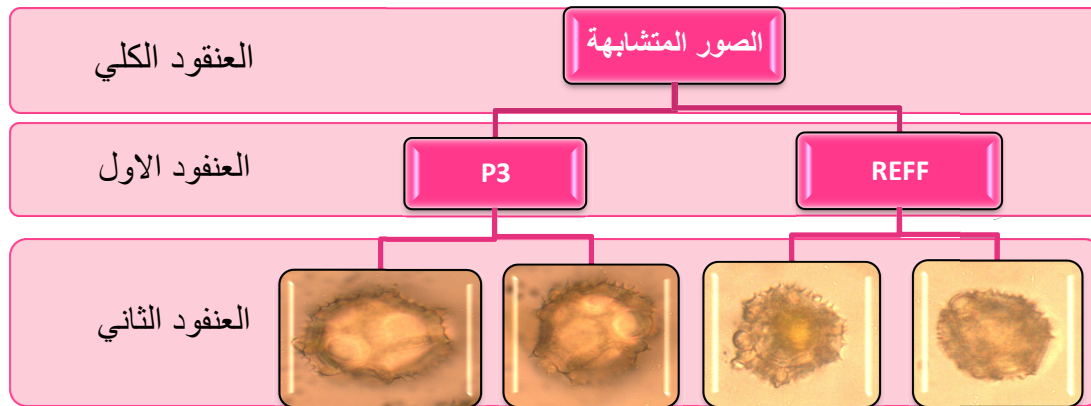 العنقود الكلي
الصور المتشابهة
العنفود الاول
P3
REFF
العنفود الثاني